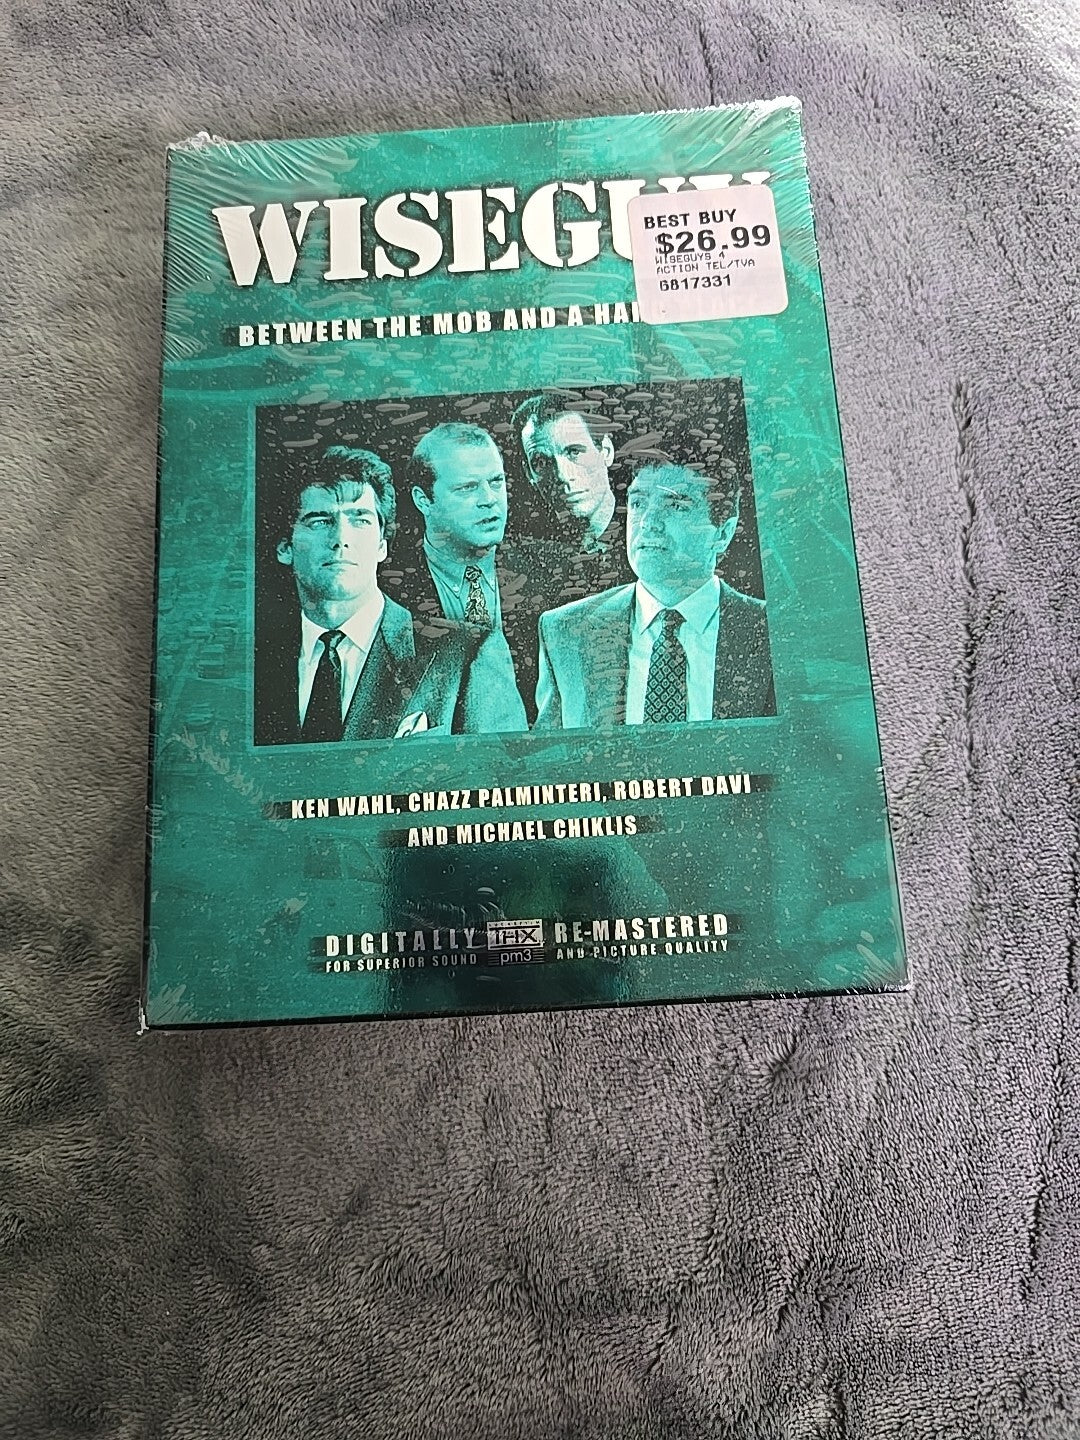 WISEGUY
BEST BUY
$26.99
WISEGUYS 4
ACTION TEL/TVA
6817331
BETWEEN THE MOB AND A HA
KEN WAHL, CHAZZ PALMINTERI, ROBERT DAVI
AND MICHAEL CHIKLIS
DIGITALLY THX RE-MASTERED
FOR SUPERIOR SOUND pm3 AND PICTURE QUALITY